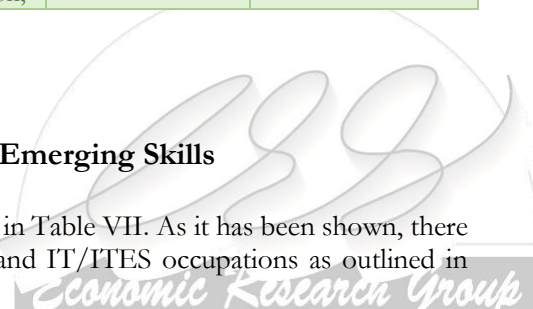 Emerging Skills
in Table VII. As it has been shown, there
and IT/ITES occupations as outlined in
Economic Research Group